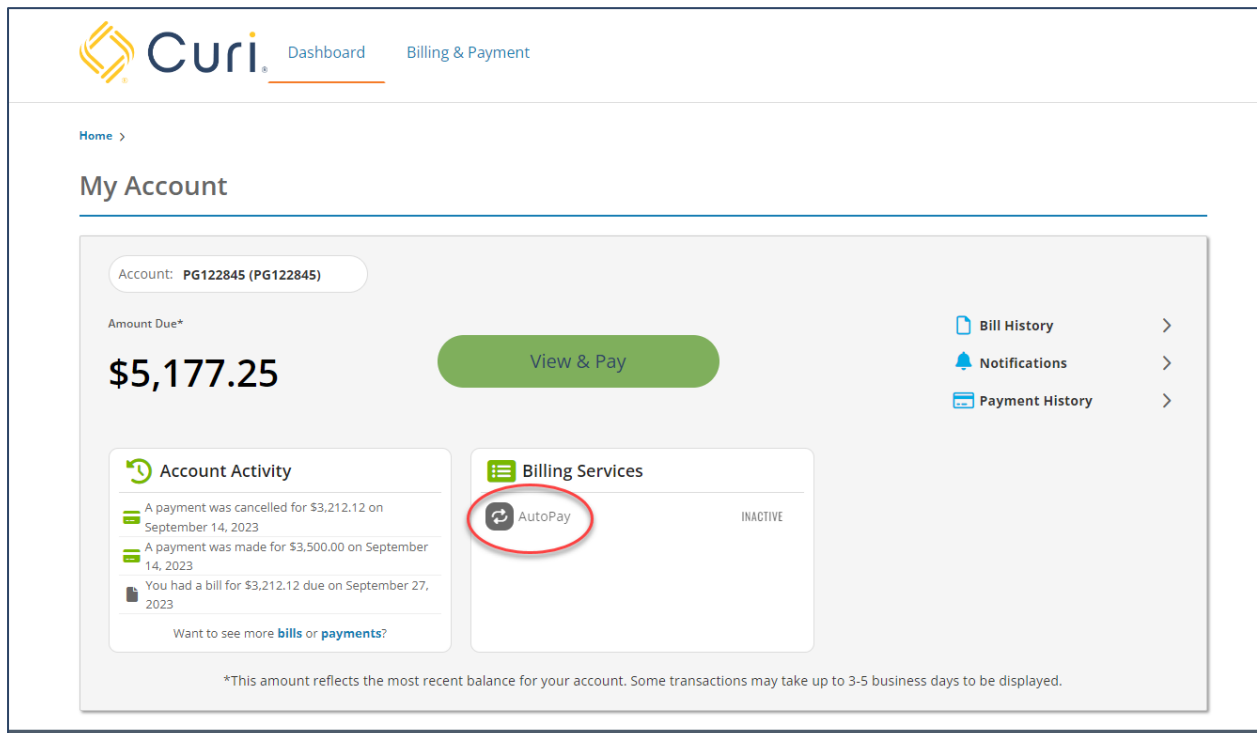 Curi® Dashboard Billing & Payment
Home >
My Account
Account: PG122845 (PG122845)
Amount Due*
$5,177.25
View & Pay
Bill History
Notifications
Payment History
Account Activity
A payment was cancelled for $3,212.12 on
September 14, 2023
A payment was made for $3,500.00 on September
14, 2023
You had a bill for $3,212.12 due on September 27,
2023
Want to see more bills or payments?
Billing Services
AutoPay INACTIVE
*This amount reflects the most recent balance for your account. Some transactions may take up to 3-5 business days to be displayed.